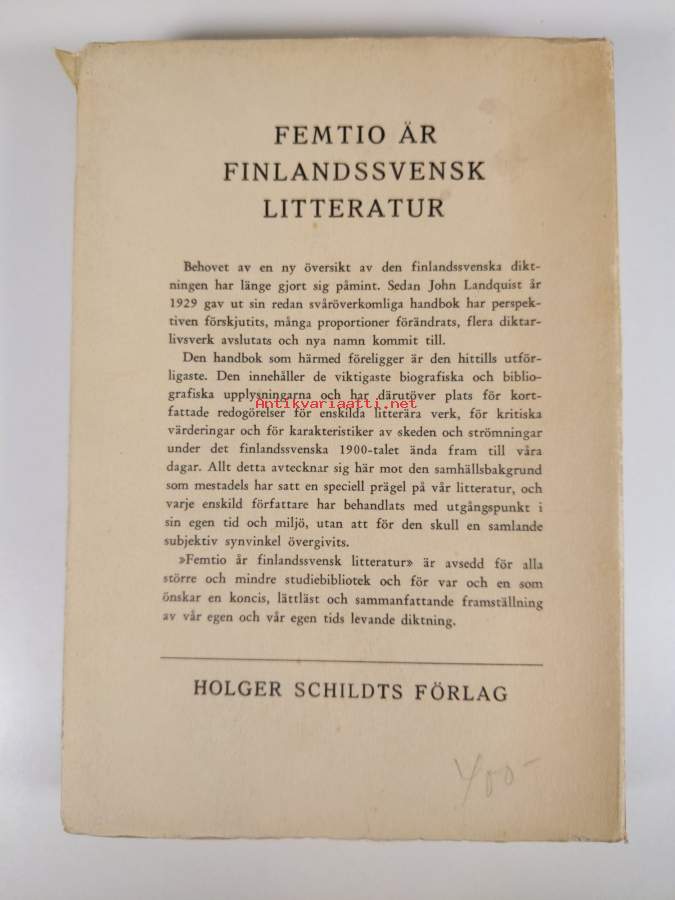 FEMTIO ÅR
FINLANDSSVENSK
LITTERATUR
Behovet av en ny översikt av den finlandssvenska dikt-
ningen har länge gjort sig påmint. Sedan John Landquist år
1929 gav ut sin redan svåröverkomliga handbok har perspek-
tiven förskjutits, många proportioner förändrats, flera diktar-
livsverk avslutats och nya namn kommit till.
Den handbok som härmed föreligger är den hittills utför-
ligaste. Den innehåller de viktigaste biografiska och biblio-
grafiska upplysningarna och har därutöver plats för kort-
Antikvariaatti.net
fattade redogörelser för enskilda litterära verk, för kritiska
värderingar och för karakteristiker av skeden och strömningar
under det finlandssvenska 1900-talet ända fram till våra
dagar. Allt detta avtecknar sig här mot den samhällsbakgrund
som mestadels har satt en speciell prägel på vår litteratur, och
varje enskild författare har behandlats med utgångspunkt i
sin egen tid och miljö, utan att för den skull en samlande
subjektiv synvinkel övergivits.
»Femtio år finlandssvensk litteratur» är avsedd för alla
större och mindre studiebibliotek och för var och en som
önskar en koncis, lättläst och sammanfattande framställning
av vår egen och vår egen tids levande diktning.
HOLGER SCHILDTS FÖRLAG
400-